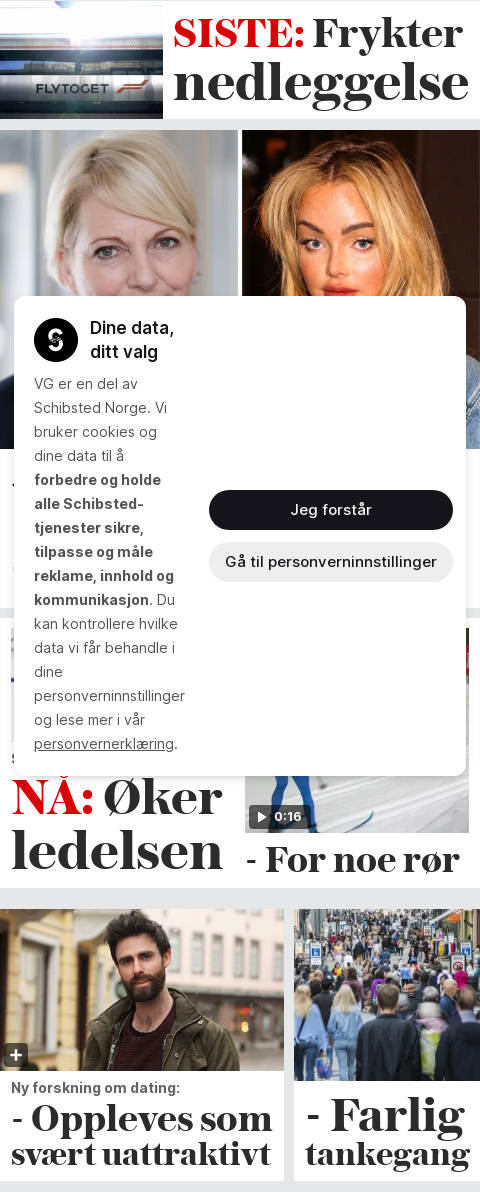 FLYTOGET
SISTE: Frykter
nedleggelse
Dine data,
ditt valg
VG er en del av
Schibsted Norge. Vi
bruker cookies og
dine data til å
forbedre og holde
alle Schibsted-
tjenester sikre,
tilpasse og måle
reklame, innhold og
kommunikasjon. Du
kan kontrollere hvilke
data vi får behandle i
dine
personverninnstillinger
og lese mer i vår
personvernerklæring.
Jeg forstår
Gå til personverninnstillinger
NÅ: Øker
ledelsen
0:16
- For noe rør
Ny forskning om dating:
- Oppleves som
svært uattraktivt
- Farlig
tankegang